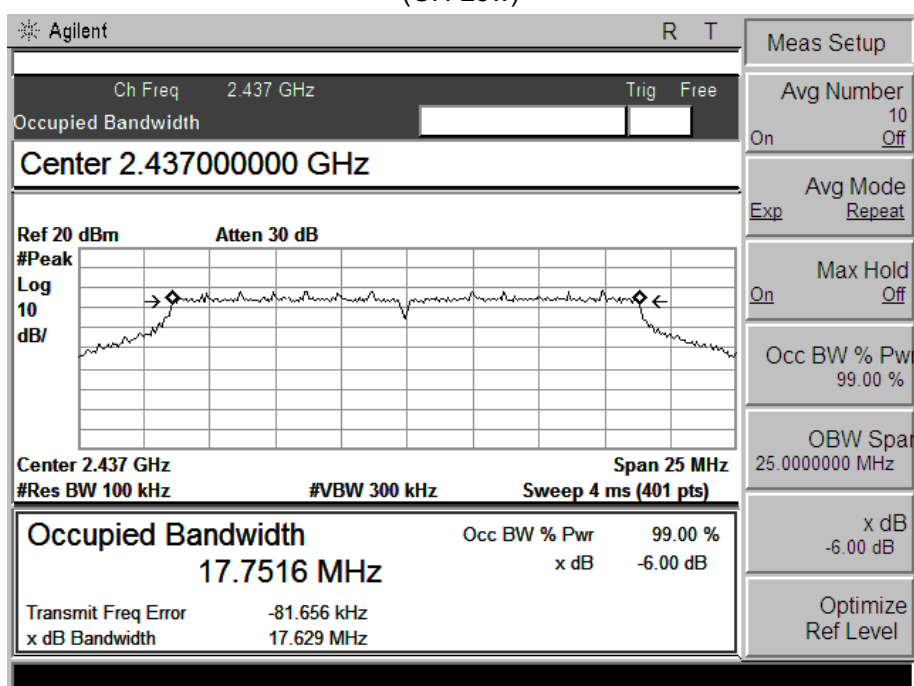 Agilent R T
Ch Freq 2.437 GHz Trig Free
Occupied Bandwidth
Center 2.437000000 GHz
Ref 20 dBm Atten 30 dB
#Peak
Log
10
dB/
Center 2.437 GHz Span 25 MHz
#Res BW 100 kHz #VBW 300 kHz Sweep 4 ms (401 pts)
Occupied Bandwidth Occ BW % Pwr 99.00 %
17.7516 MHz x dB -6.00 dB
Transmit Freq Error -81.656 kHz
x dB Bandwidth 17.629 MHz
Meas Setup
Avg Number
10
On Off
Avg Mode
Exp Repeat
Max Hold
On Off
Occ BW % Pwr
99.00 %
OBW Span
25.0000000 MHz
x dB
-6.00 dB
Optimize
Ref Level